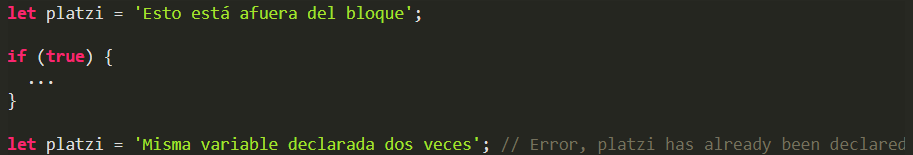 let platzi = 'Esto está afuera del bloque';
if (true) {
...
}
let platzi = 'Misma variable declarada dos veces'; // Error, platzi has already been declared